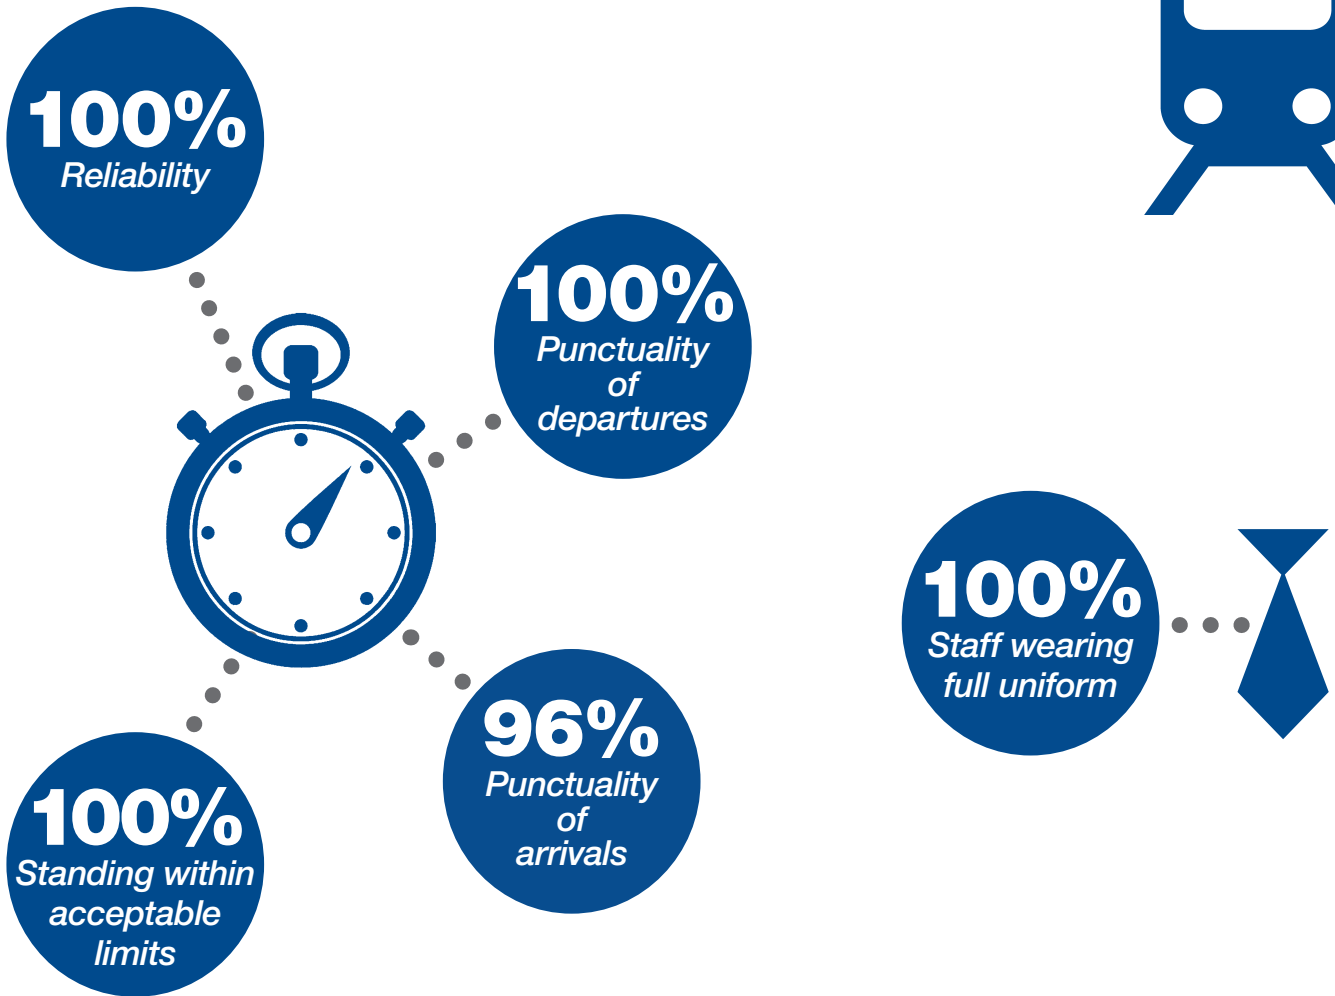 100%
Reliability
100%
Punctuality
of
departures
100%
Staff wearing
full uniform
96%
Punctuality
of
arrivals
100%
Standing within
acceptable
limits